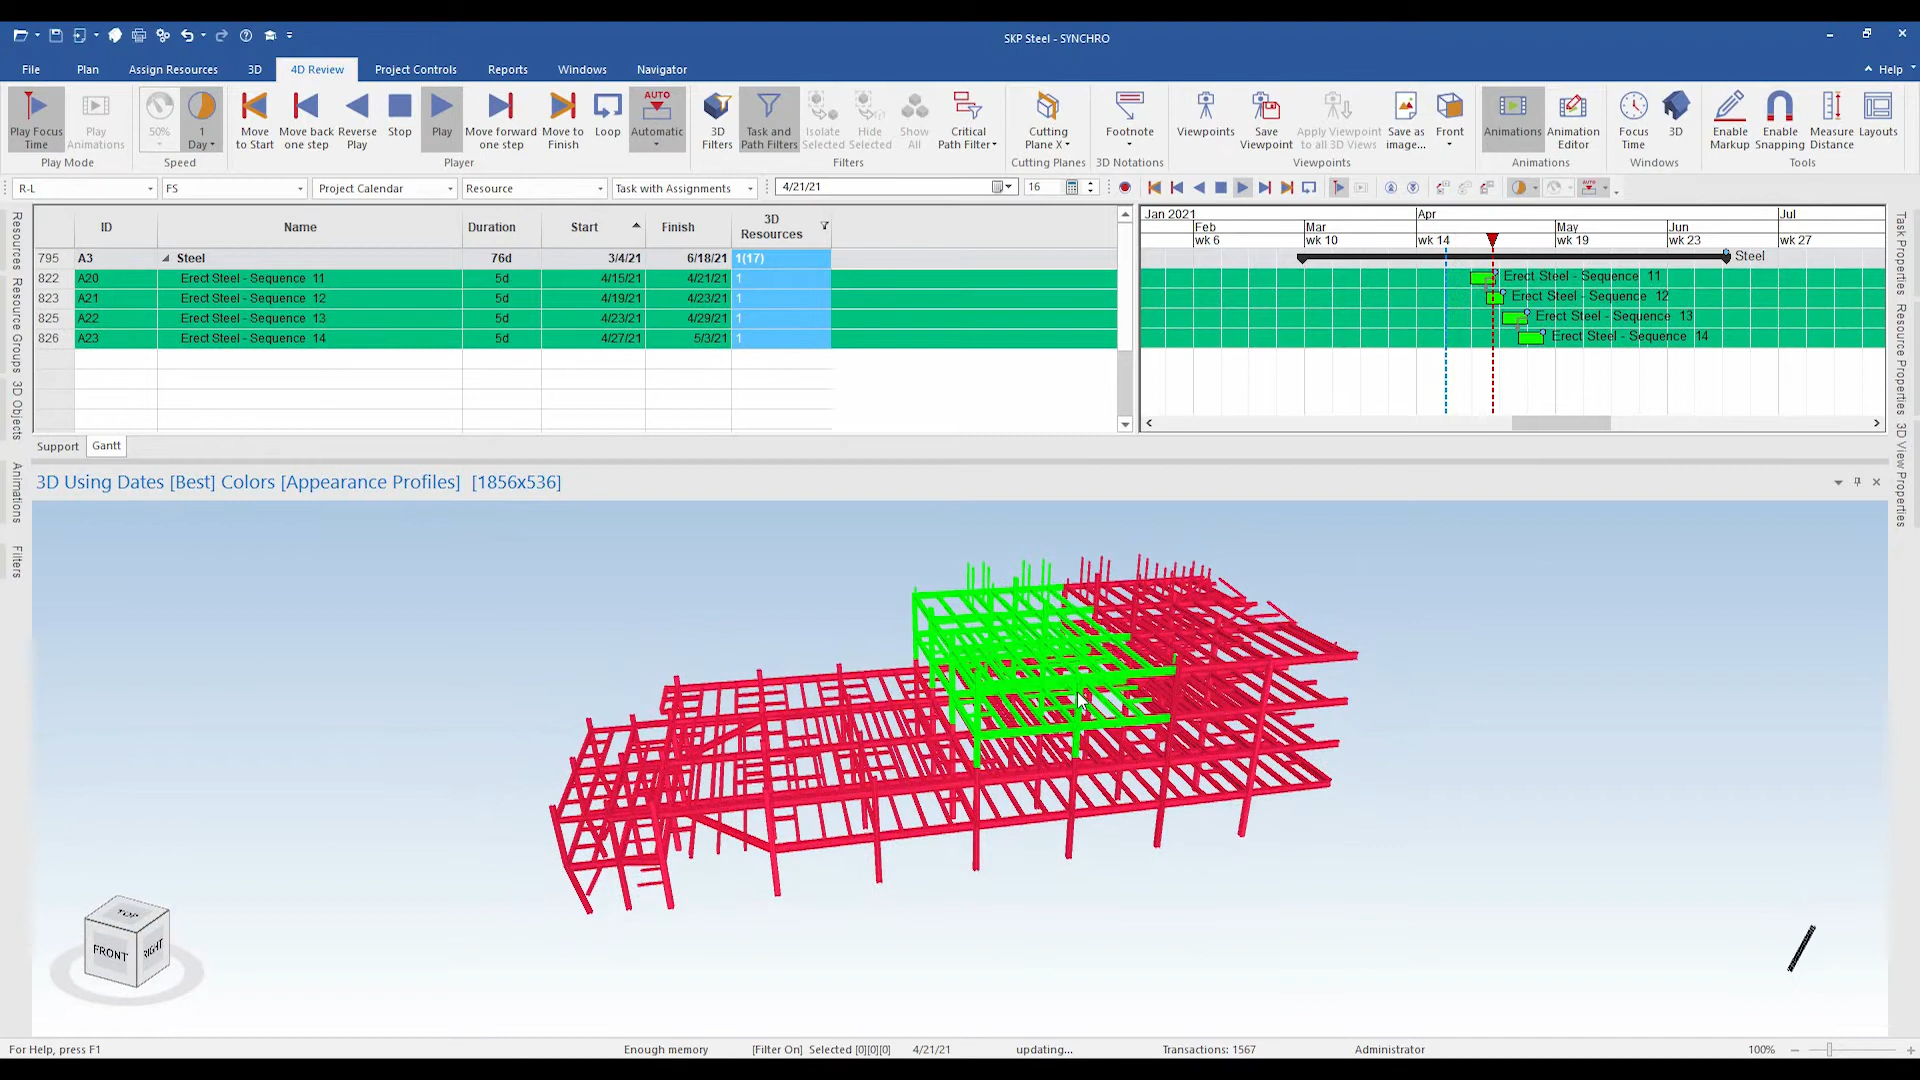 SKP Steel - SYNCHRO
File Plan Assign Resources 3D 4D Review Project Controls Reports Windows Navigator Help
Play Focus Time
Play Animations
Play Mode
50%
1 Day
Speed
Move to Start
Move back one step
Reverse Play
Stop
Play
Move forward one step
Move to Finish
Loop
AUTO
Automatic
Player
3D Filters
Task and Path Filters
Isolate Selected
Hide Selected
Show All
Critical Path Filter
Filters
Cutting Plane X
Cutting Planes
Footnote
3D Notations
Viewpoints
Save Viewpoint
Apply Viewpoint to all 3D Views
Save as image...
Front
Viewpoints
Animations
Animation Editor
Animations
Focus Time
3D
Windows
Enable Markup
Enable Snapping
Measure Distance
Layouts
Tools
R-L FS Project Calendar Resource Task with Assignments 4/21/21 16
ID Name Duration Start Finish 3D Resources
795 A3 Steel 76d 3/4/21 6/18/21 1(17)
822 A20 Erect Steel - Sequence 11 5d 4/15/21 4/21/21 1
823 A21 Erect Steel - Sequence 12 5d 4/19/21 4/23/21 1
825 A22 Erect Steel - Sequence 13 5d 4/23/21 4/29/21 1
826 A23 Erect Steel - Sequence 14 5d 4/27/21 5/3/21 1
Jan 2021 Apr Jul
Feb Mar May Jun
wk 6 wk 10 wk 14 wk 19 wk 23 wk 27
Steel
Erect Steel - Sequence 11
Erect Steel - Sequence 12
Erect Steel - Sequence 13
Erect Steel - Sequence 14
Resources
Resource Groups
3D Objects
Animations
Filters
Task Properties
Resource Properties
3D View Properties
Support Gantt
3D Using Dates [Best] Colors [Appearance Profiles] [1856x536]
TOP
FRONT
RIGHT
For Help, press F1 Enough memory [Filter On] Selected [0][0][0] 4/21/21 updating... Transactions: 1567 Administrator 100%